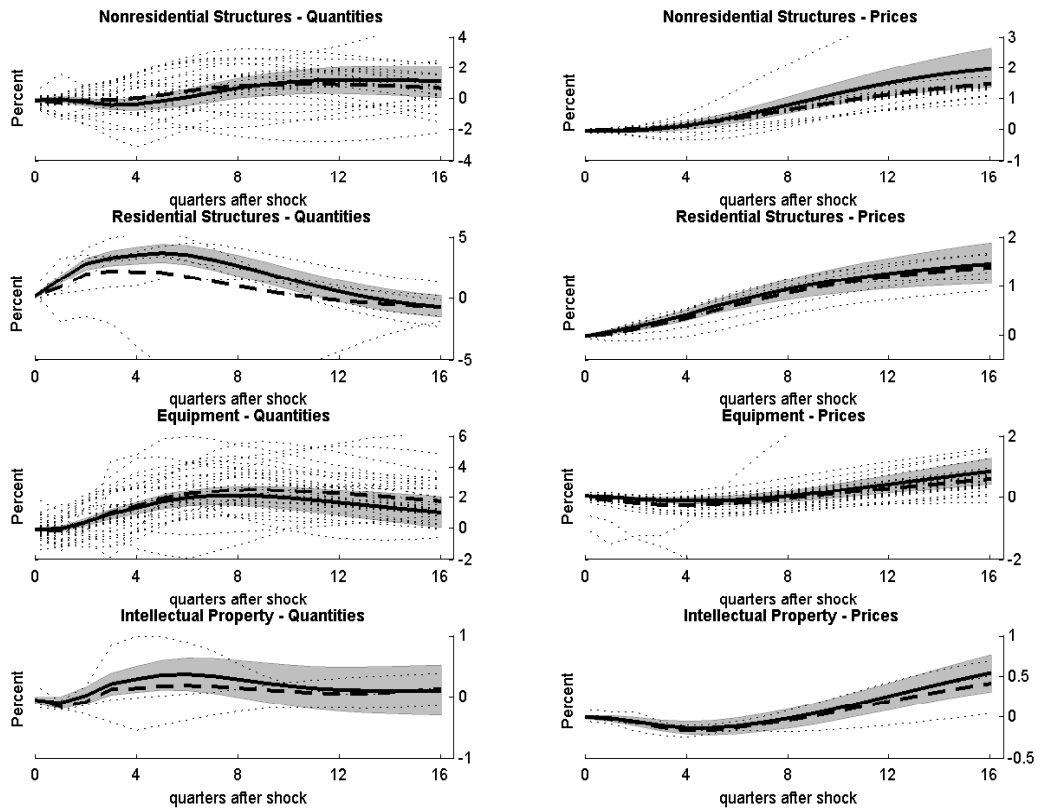 Nonresidential Structures - Quantities
Percent
4
2
0
-2
-4
0 4 8 12 16
quarters after shock
Nonresidential Structures - Prices
Percent
3
2
1
0
-1
0 4 8 12 16
quarters after shock
Residential Structures - Quantities
Percent
5
0
-5
0 4 8 12 16
quarters after shock
Residential Structures - Prices
Percent
2
1
0
0 4 8 12 16
quarters after shock
Equipment - Quantities
Percent
6
4
2
0
-2
0 4 8 12 16
quarters after shock
Equipment - Prices
Percent
2
0
-2
0 4 8 12 16
quarters after shock
Intellectual Property - Quantities
Percent
1
0
-1
0 4 8 12 16
quarters after shock
Intellectual Property - Prices
Percent
1
0.5
0
-0.5
0 4 8 12 16
quarters after shock